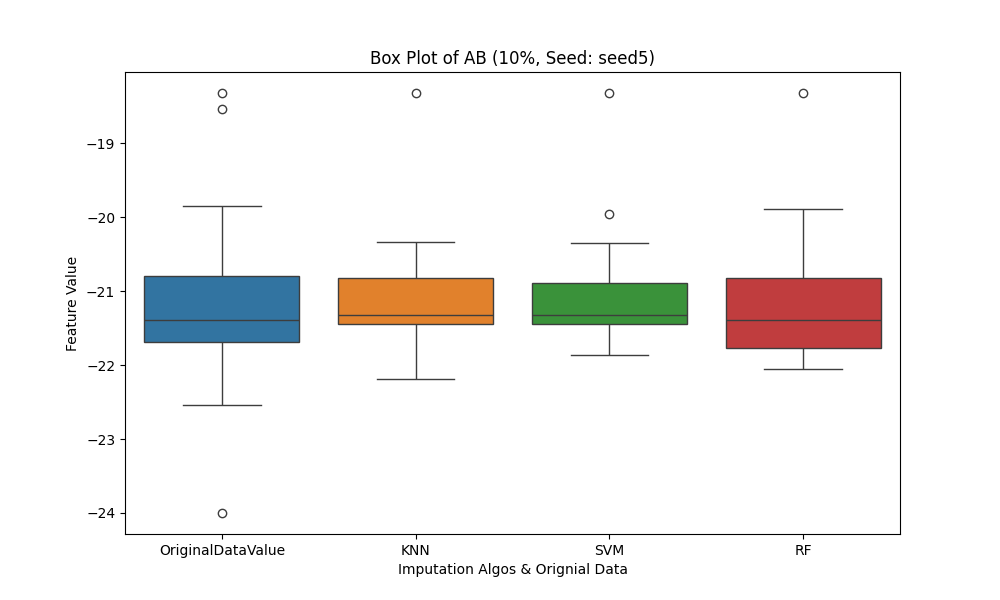 Box Plot of AB (10%, Seed: seed5)
Feature Value
−19
−20
−21
−22
−23
−24
OriginalDataValue KNN SVM RF
Imputation Algos & Orignial Data